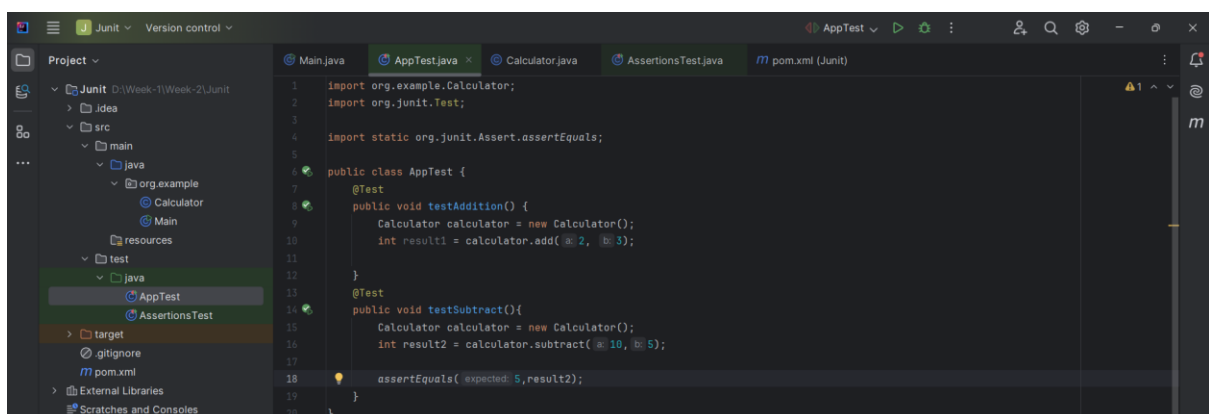 J Junit Version control AppTest
Project
Main.java AppTest.java Calculator.java AssertionsTest.java m pom.xml (Junit)
Junit D:\Week-1\Week-2\Junit
.idea
src
main
java
org.example
Calculator
Main
resources
test
java
AppTest
AssertionsTest
target
.gitignore
m pom.xml
External Libraries
Scratches and Consoles
1 import org.example.Calculator;
2 import org.junit.Test;
3
4 import static org.junit.Assert.assertEquals;
5
6 public class AppTest {
7 @Test
8 public void testAddition() {
9 Calculator calculator = new Calculator();
10 int result1 = calculator.add( a: 2, b: 3);
11
12 }
13 @Test
14 public void testSubtract(){
15 Calculator calculator = new Calculator();
16 int result2 = calculator.subtract( a: 10, b: 5);
17
18 assertEquals( expected: 5,result2);
19 }
20 }
1
m